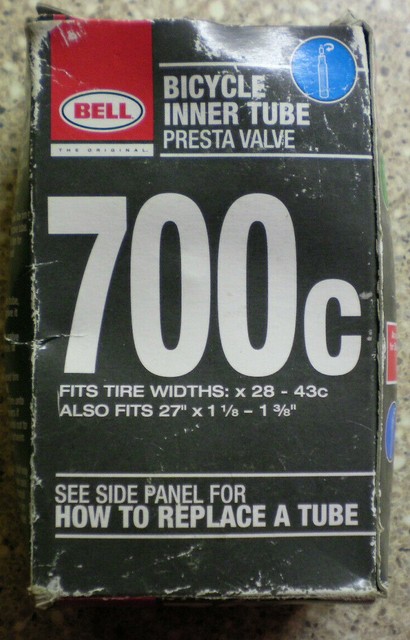 BELL
THE ORIGINAL.
BICYCLE
INNER TUBE
PRESTA VALVE
700c
FITS TIRE WIDTHS: x 28 - 43c
ALSO FITS 27" x 1 1/8 - 1 3/8"
SEE SIDE PANEL FOR
HOW TO REPLACE A TUBE